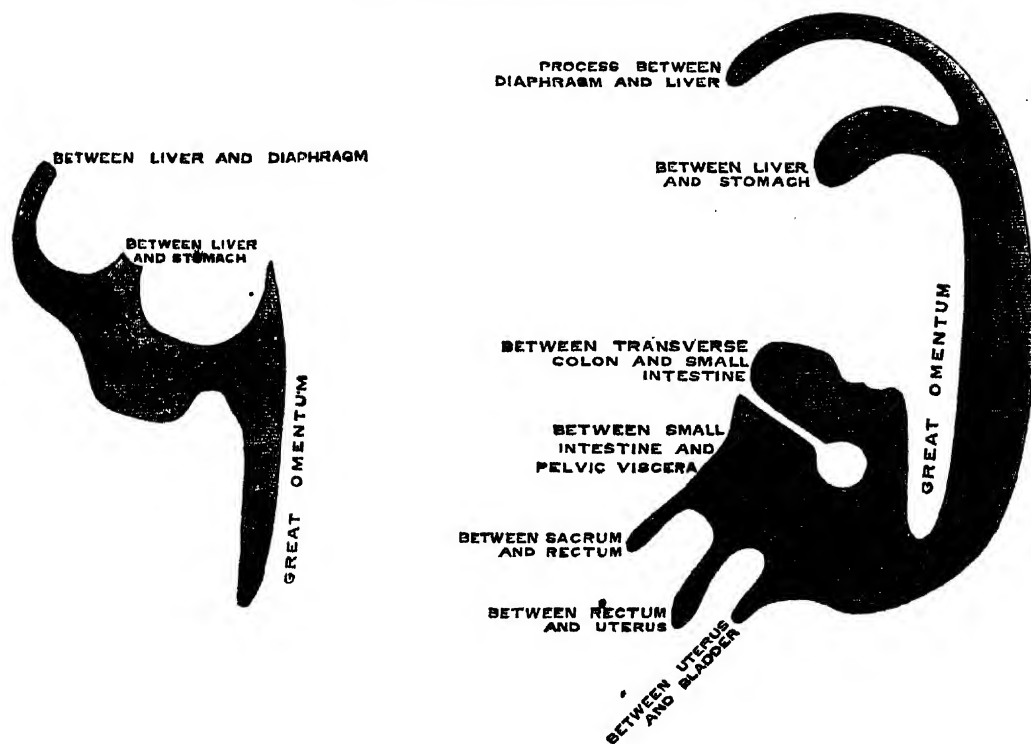 BETWEEN LIVER AND DIAPHRAGM
BETWEEN LIVER
AND STOMACH
GREAT OMENTUM
PROCESS BETWEEN
DIAPHRAGM AND LIVER
BETWEEN LIVER
AND STOMACH
GREAT OMENTUM
BETWEEN TRANSVERSE
COLON AND SMALL
INTESTINE
BETWEEN SMALL
INTESTINE AND
PELVIC VISCERA
BETWEEN SACRUM
AND RECTUM
BETWEEN RECTUM
AND UTERUS
BETWEEN UTERUS
AND BLADDER